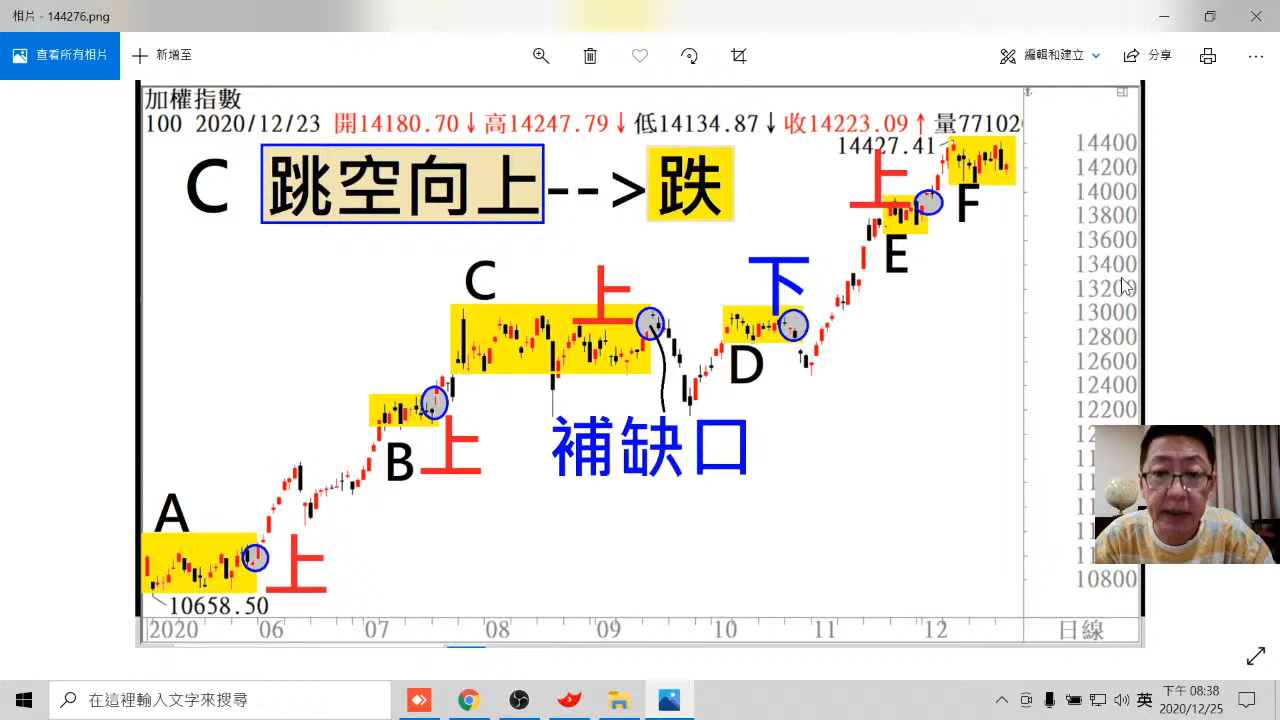 相片 - 144276.png
查看所有相片
新增至
編輯和建立
分享
加權指數
100 2020/12/23 開14180.70↓高14247.79↓低14134.87↓收14223.09↑量77102
14427.41
C 跳空向上-->跌
14400
14200
14000
13800
13600
13400
13200
13000
12800
12600
12400
12200
10800
上
F
E
下
C
上
D
補缺口
B
上
A
上
10658.50
2020 06 07 08 09 10 11 12 日線
在這裡輸入文字來搜尋
英
下午 08:38
2020/12/25